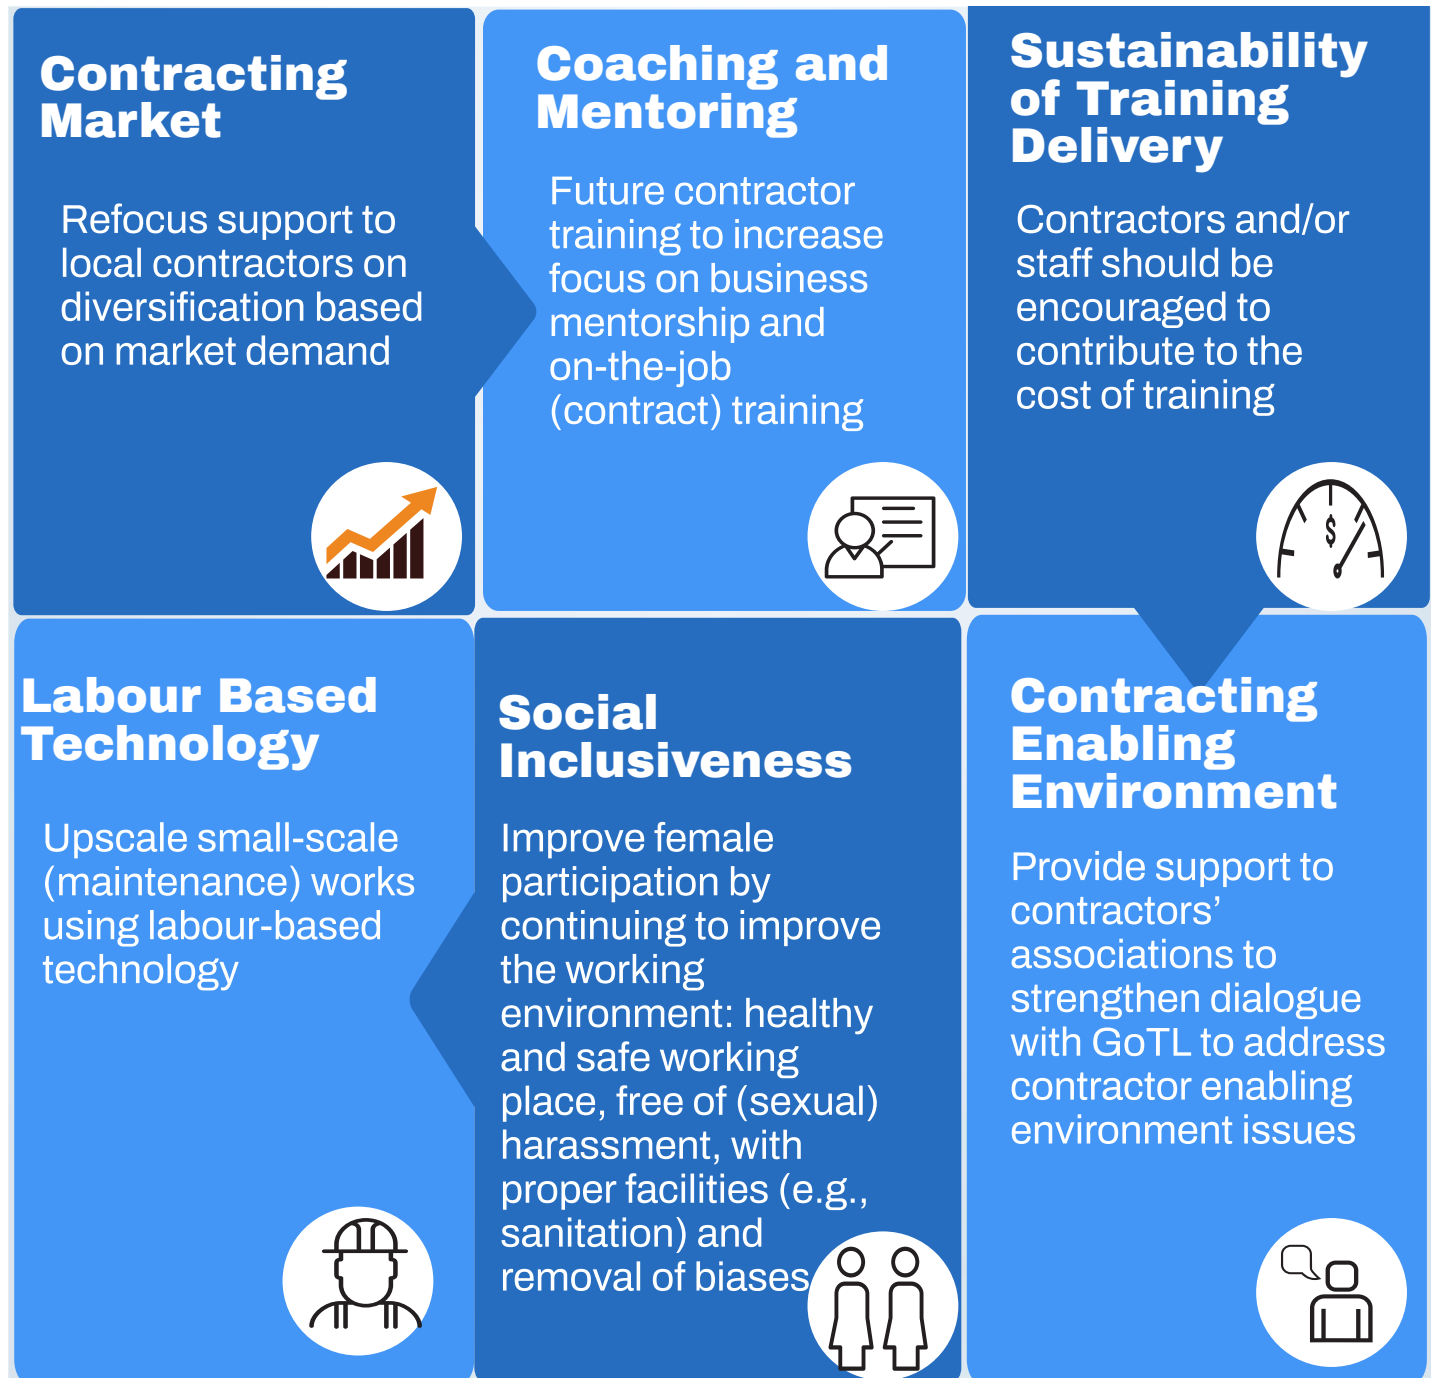 Contracting
Market
Refocus support to
local contractors on
diversification based
on market demand
Coaching and
Mentoring
Future contractor
training to increase
focus on business
mentorship and
on-the-job
(contract) training
Sustainability
of Training
Delivery
Contractors and/or
staff should be
encouraged to
contribute to the
cost of training
$
Labour Based
Technology
Upscale small-scale
(maintenance) works
using labour-based
technology
Social
Inclusiveness
Improve female
participation by
continuing to improve
the working
environment: healthy
and safe working
place, free of (sexual)
harassment, with
proper facilities (e.g.,
sanitation) and
removal of biases
Contracting
Enabling
Environment
Provide support to
contractors’
associations to
strengthen dialogue
with GoTL to address
contractor enabling
environment issues